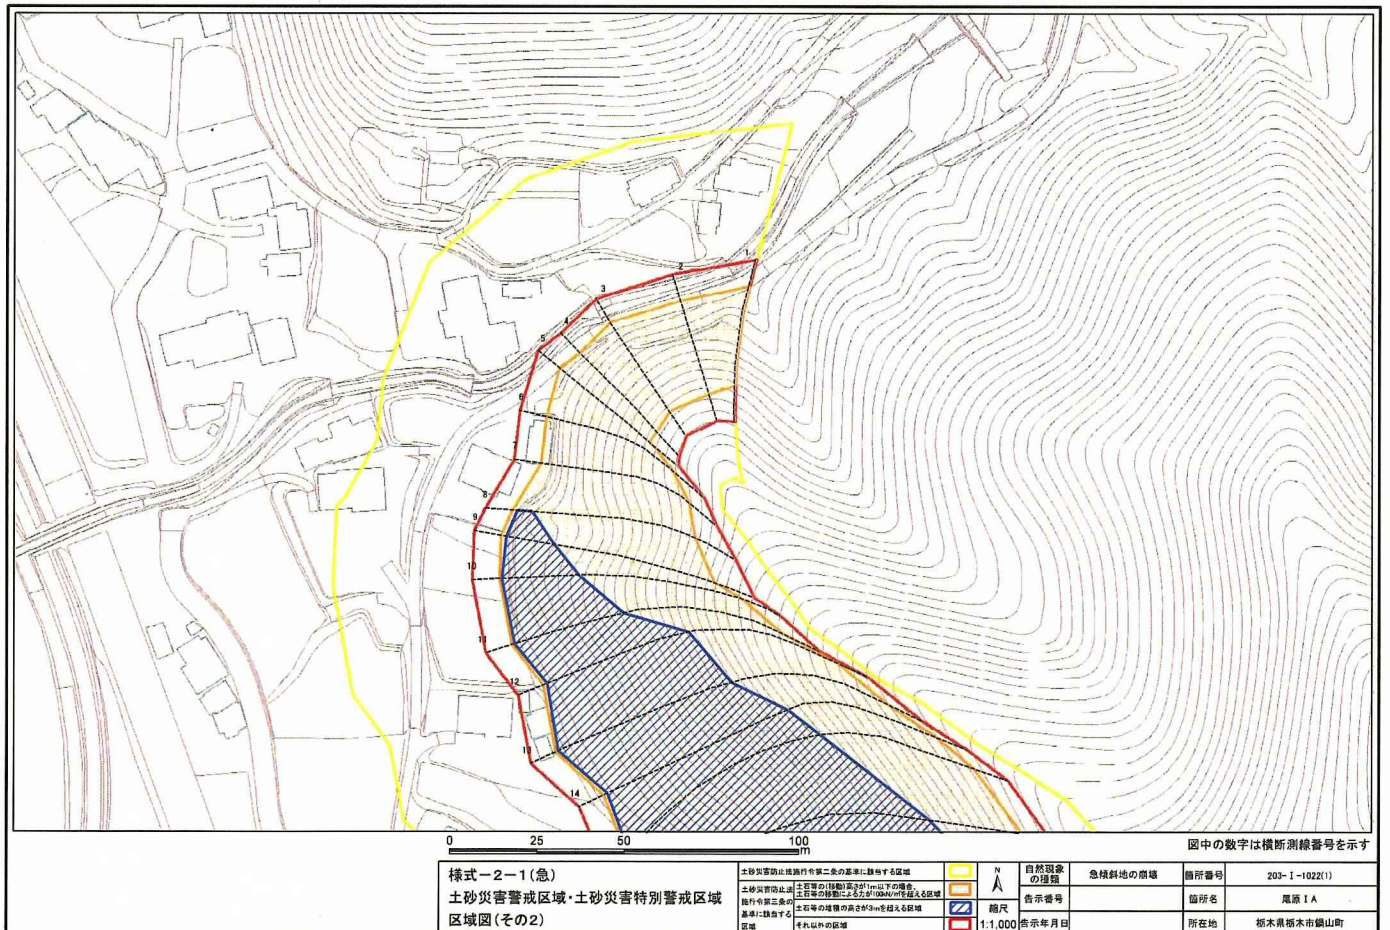 1
2
3
4
5
6
7
8
9
10
11
12
13
14
0 25 50 100
m
図中の数字は横断測線番号を示す
様式-2-1(急)
土砂災害警戒区域・土砂災害特別警戒区域
区域図(その2)
土砂災害防止法施行令第二条の基準に該当する区域
土砂災害防止法
施行令第三条の
基準に該当する
区域
土石等の(移動)高さが1m以下の場合、
土石等の移動による力が100kN/㎡を超える区域
土石等の堆積の高さが3mを超える区域
それ以外の区域
N
縮尺
1:1,000
自然現象
の種類
急傾斜地の崩壊
箇所番号
203-Ⅰ-1022(1)
告示番号
箇所名
尾原ⅠA
告示年月日
所在地
栃木県栃木市鍋山町